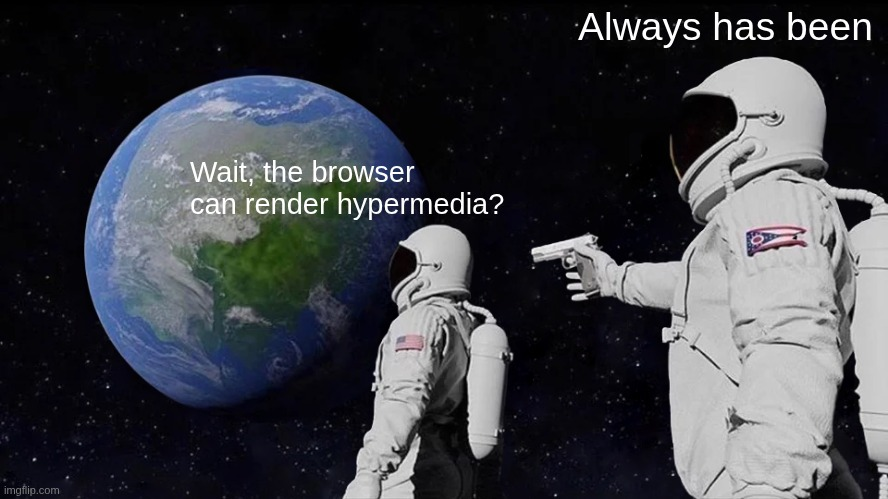 Always has been
Wait, the browser
can render hypermedia?
imgflip.com